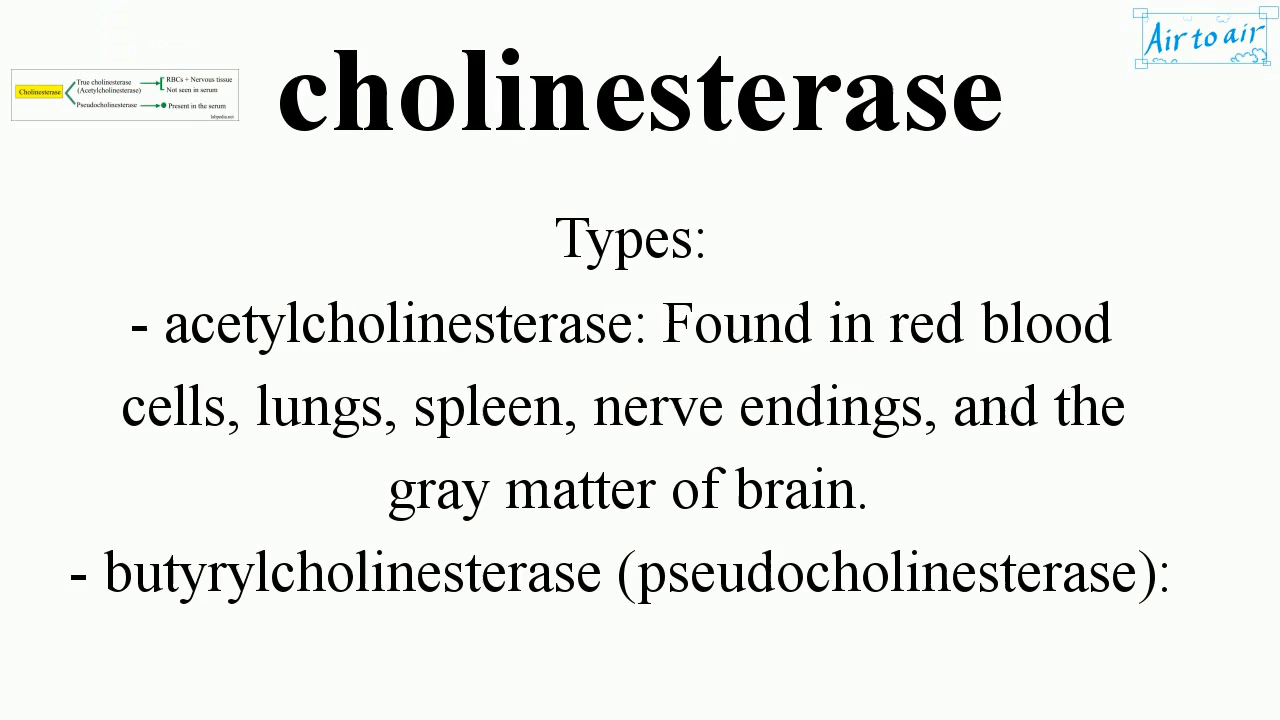 cholinesterase
Air to air
Cholinesterase
True cholinesterase
(Acetylcholinesterase)
RBCs + Nervous tissue
Not seen in serum
Pseudocholinesterase
Present in the serum
labpedia.net
Types:
- acetylcholinesterase: Found in red blood
cells, lungs, spleen, nerve endings, and the
gray matter of brain.
- butyrylcholinesterase (pseudocholinesterase):